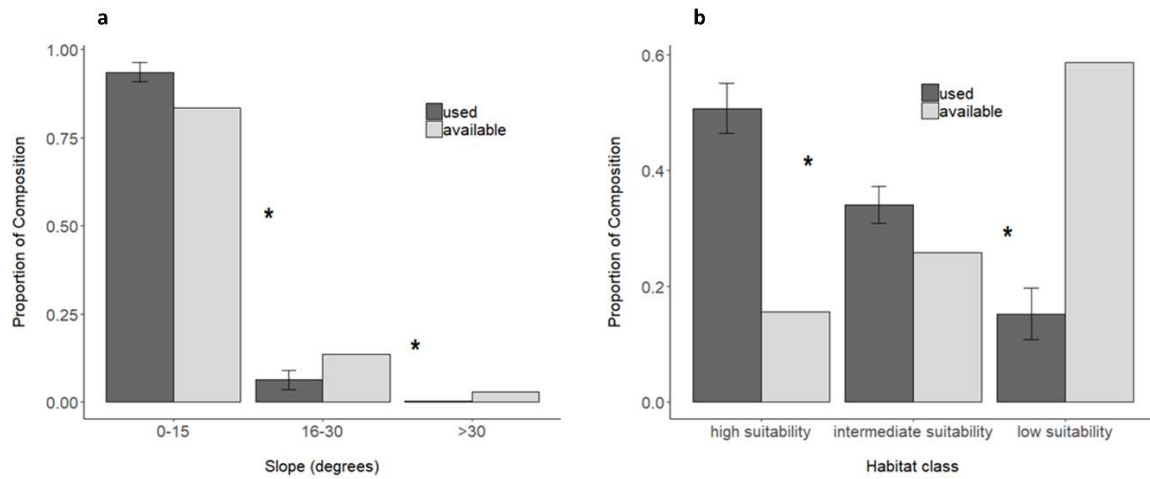 a
Proportion of Composition
1.00
0.75
0.50
0.25
0.00
used
available
*
*
0-15
16-30
>30
Slope (degrees)
b
Proportion of Composition
0.6
0.4
0.2
0.0
used
available
*
*
high suitability
intermediate suitability
low suitability
Habitat class